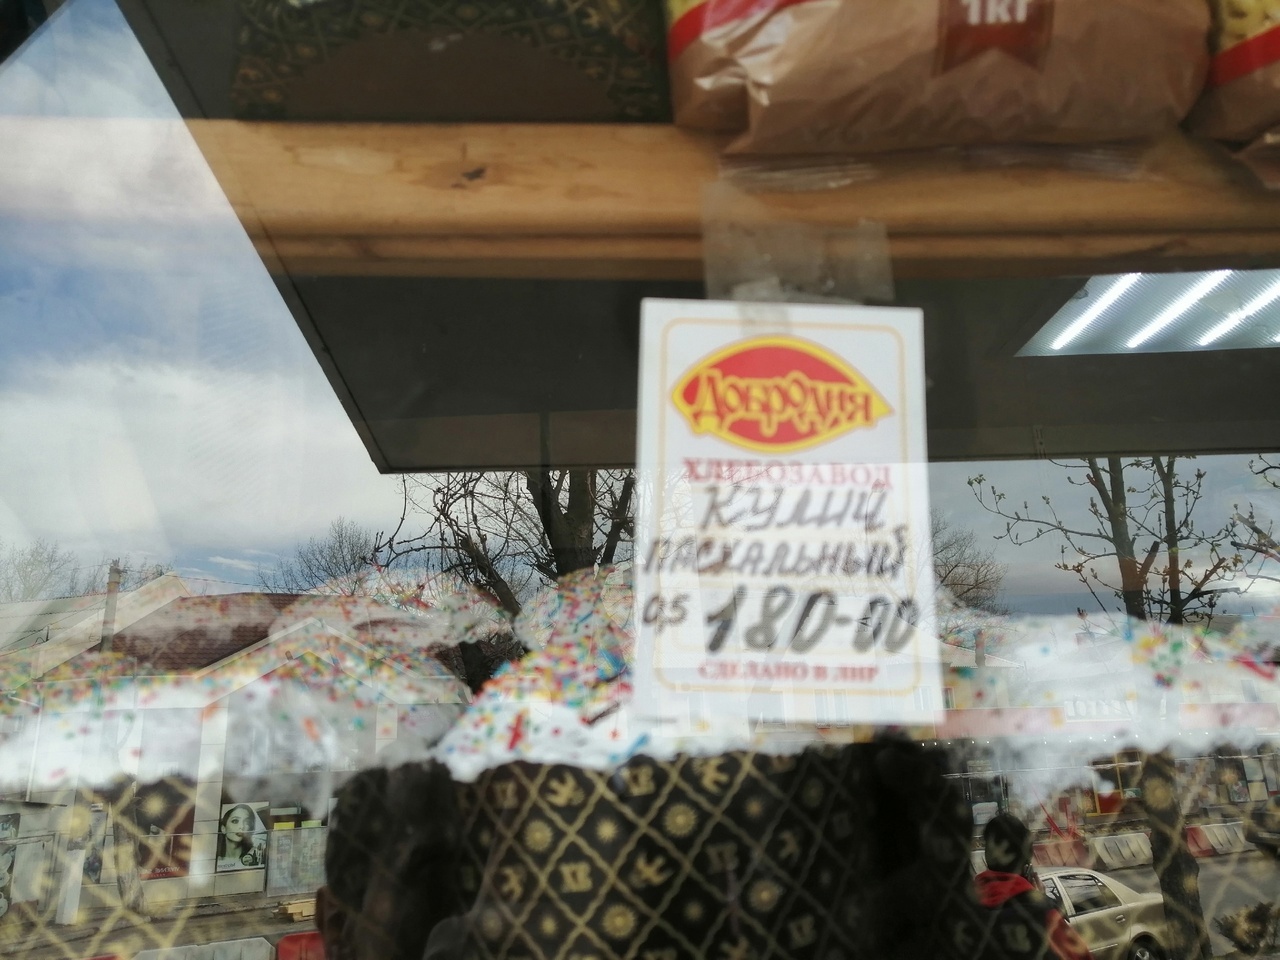 1кг
Добродия
ХЛЕБОЗАВОД
КУЛИЧ
ПАСХАЛЬНЫЙ
0,5 180-00
СДЕЛАНО В ЛНР